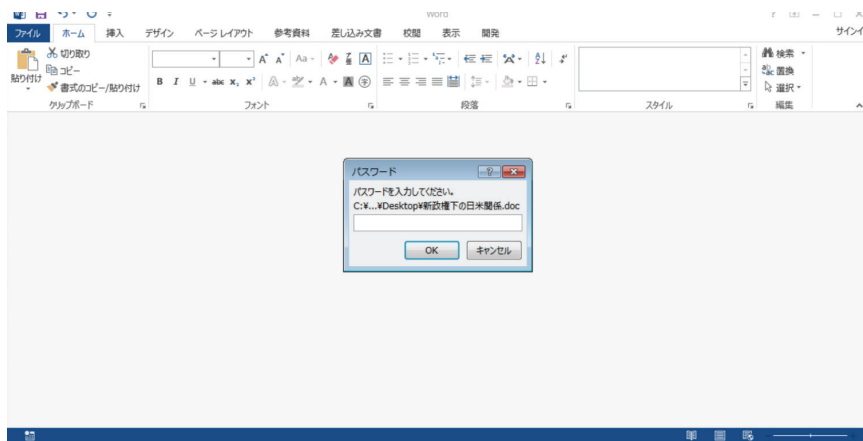 Word
ファイル ホーム 挿入 デザイン ページ レイアウト 参考資料 差し込み文書 校閲 表示 開発
貼り付け
切り取り
コピー
書式のコピー/貼り付け
クリップボード
A A Aa A
B I U abc x₂ x² A A A 字
フォント
段落
スタイル
検索
置換
選択
編集
パスワード
パスワードを入力してください。
C:¥...¥Desktop¥新政権下の日米関係.doc
OK キャンセル